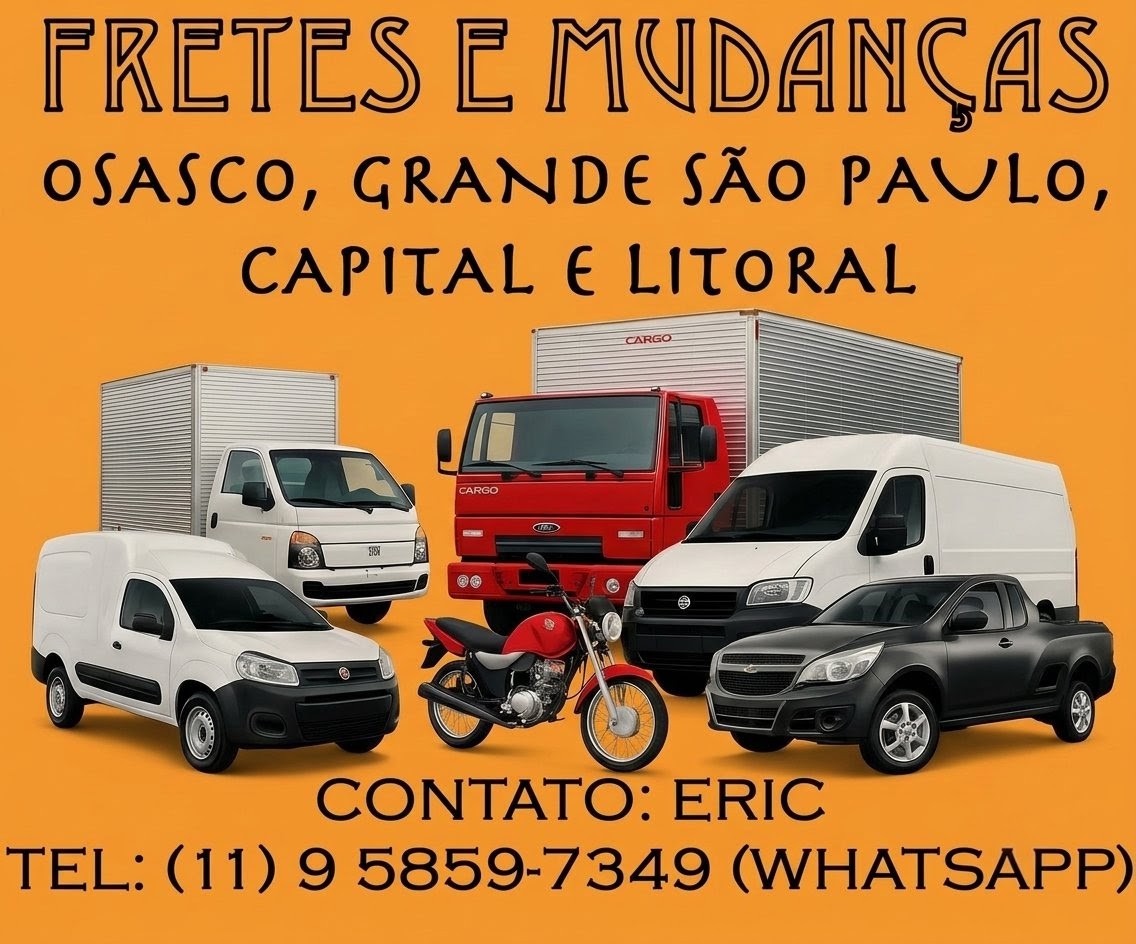 FRETES E MUDANÇAS
OSASCO, GRANDE SÃO PAULO,
CAPITAL E LITORAL
CARGO
CARGO
CONTATO: ERIC
TEL: (11) 9 5859-7349 (WHATSAPP)